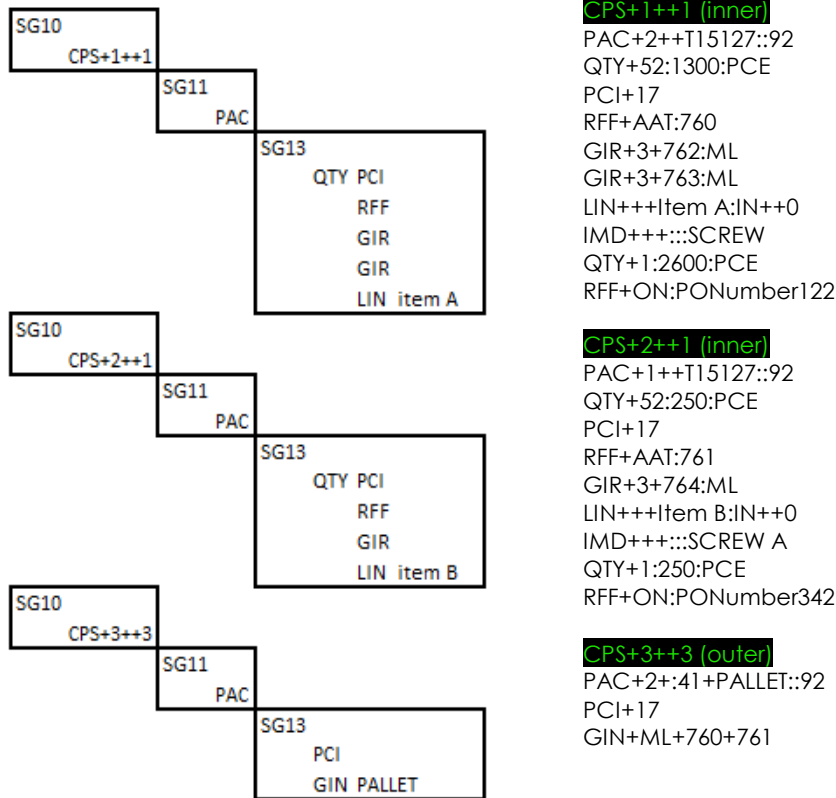 SG10
CPS+1++1
SG11
PAC
SG13
QTY PCI
RFF
GIR
GIR
LIN item A
SG10
CPS+2++1
SG11
PAC
SG13
QTY PCI
RFF
GIR
LIN item B
SG10
CPS+3++3
SG11
PAC
SG13
PCI
GIN PALLET
CPS+1++1 (inner)
PAC+2++T15127::92
QTY+52:1300:PCE
PCI+17
RFF+AAT:760
GIR+3+762:ML
GIR+3+763:ML
LIN+++Item A:IN++0
IMD+++:::SCREW
QTY+1:2600:PCE
RFF+ON:PONumber122
CPS+2++1 (inner)
PAC+1++T15127::92
QTY+52:250:PCE
PCI+17
RFF+AAT:761
GIR+3+764:ML
LIN+++Item B:IN++0
IMD+++:::SCREW A
QTY+1:250:PCE
RFF+ON:PONumber342
CPS+3++3 (outer)
PAC+2+:41+PALLET::92
PCI+17
GIN+ML+760+761